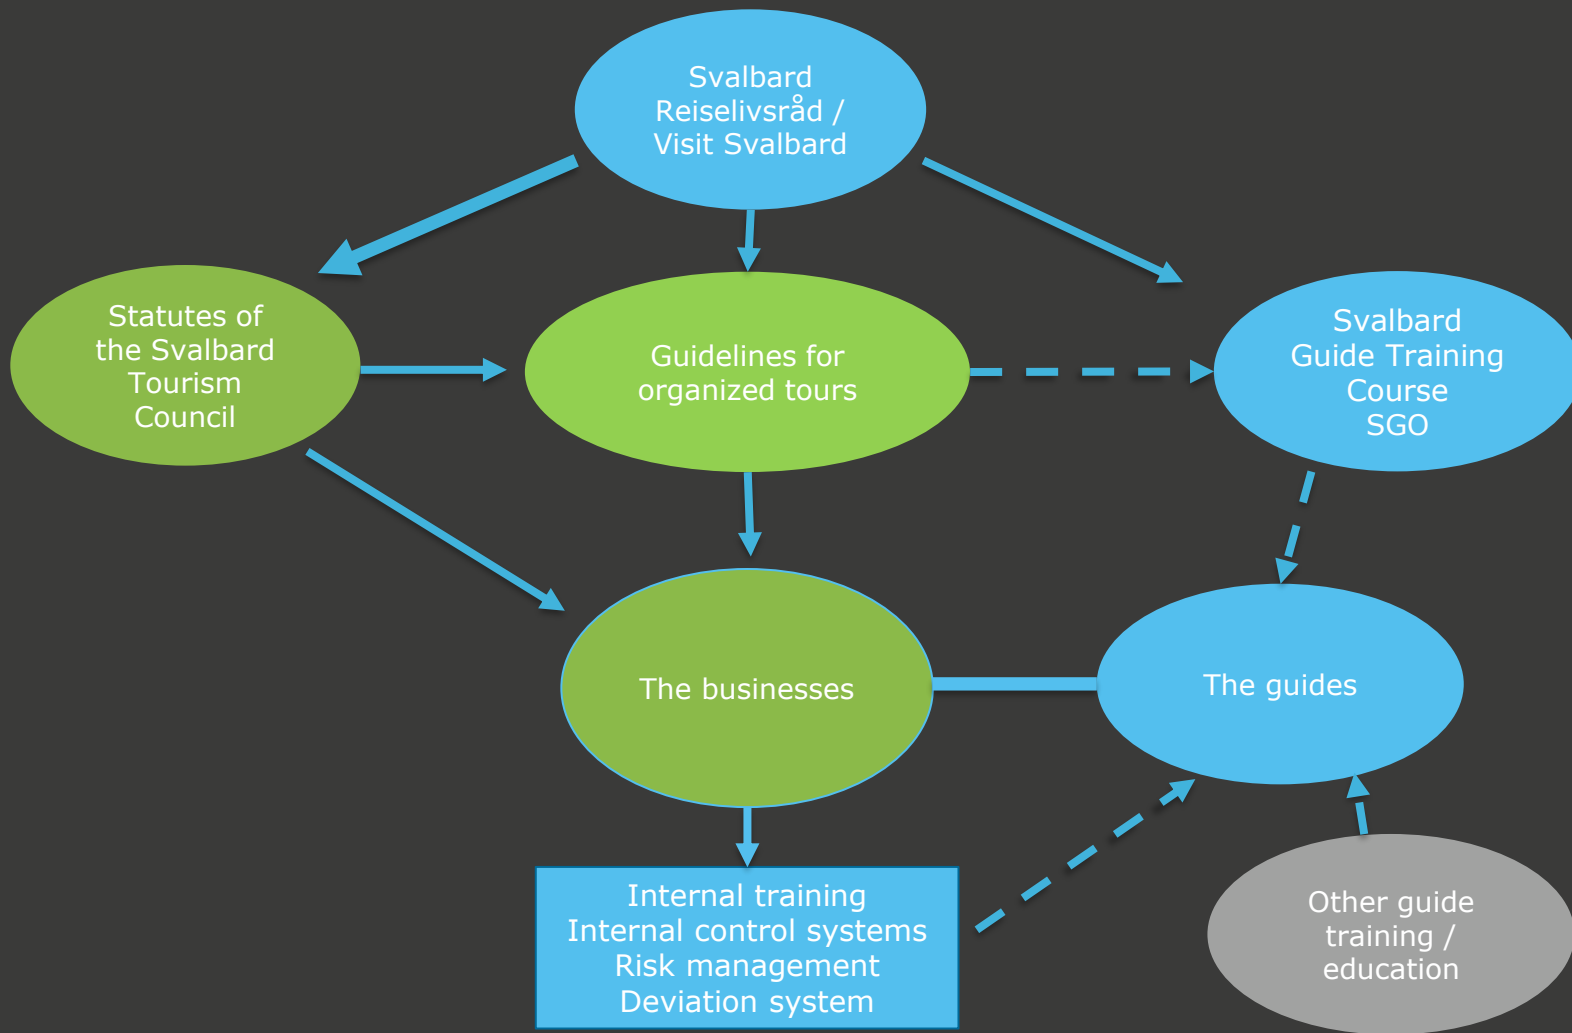 Svalbard
Reiselivsråd /
Visit Svalbard
Statutes of
the Svalbard
Tourism
Council
Guidelines for
organized tours
Svalbard
Guide Training
Course
SGO
The businesses
The guides
Internal training
Internal control systems
Risk management
Deviation system
Other guide
training /
education